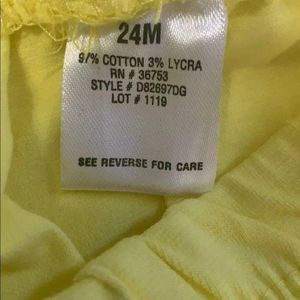 24M
97% COTTON 3% LYCRA
RN # 36753
STYLE # D82697DG
LOT # 1119
SEE REVERSE FOR CARE